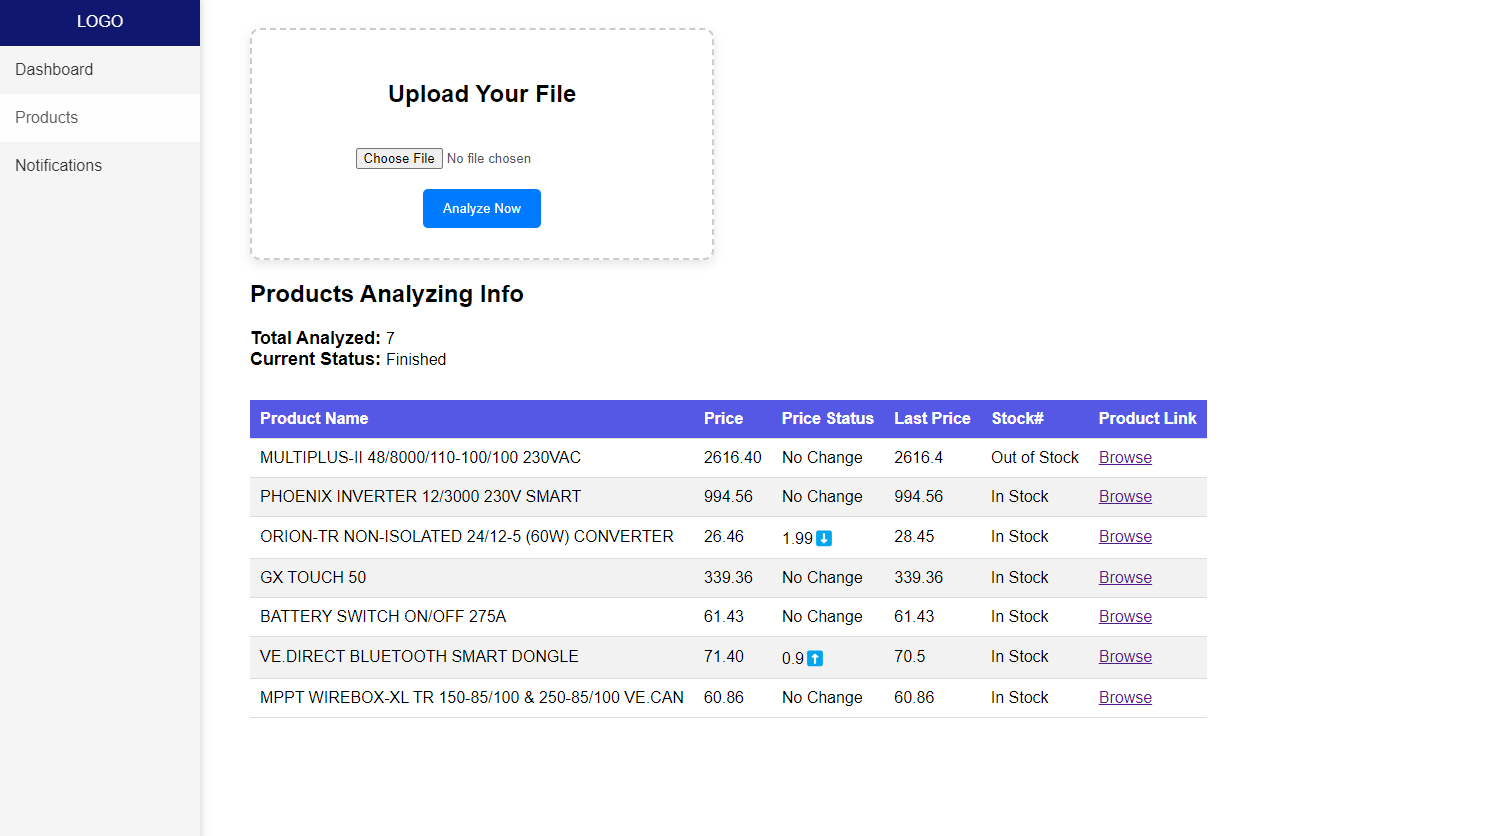 LOGO
Dashboard
Products
Notifications
Upload Your File
Choose File No file chosen
Analyze Now
Products Analyzing Info
Total Analyzed: 7
Current Status: Finished
Product Name Price Price Status Last Price Stock# Product Link
MULTIPLUS-II 48/8000/110-100/100 230VAC 2616.40 No Change 2616.4 Out of Stock Browse
PHOENIX INVERTER 12/3000 230V SMART 994.56 No Change 994.56 In Stock Browse
ORION-TR NON-ISOLATED 24/12-5 (60W) CONVERTER 26.46 1.99 ⬇ 28.45 In Stock Browse
GX TOUCH 50 339.36 No Change 339.36 In Stock Browse
BATTERY SWITCH ON/OFF 275A 61.43 No Change 61.43 In Stock Browse
VE.DIRECT BLUETOOTH SMART DONGLE 71.40 0.9 ⬆ 70.5 In Stock Browse
MPPT WIREBOX-XL TR 150-85/100 & 250-85/100 VE.CAN 60.86 No Change 60.86 In Stock Browse